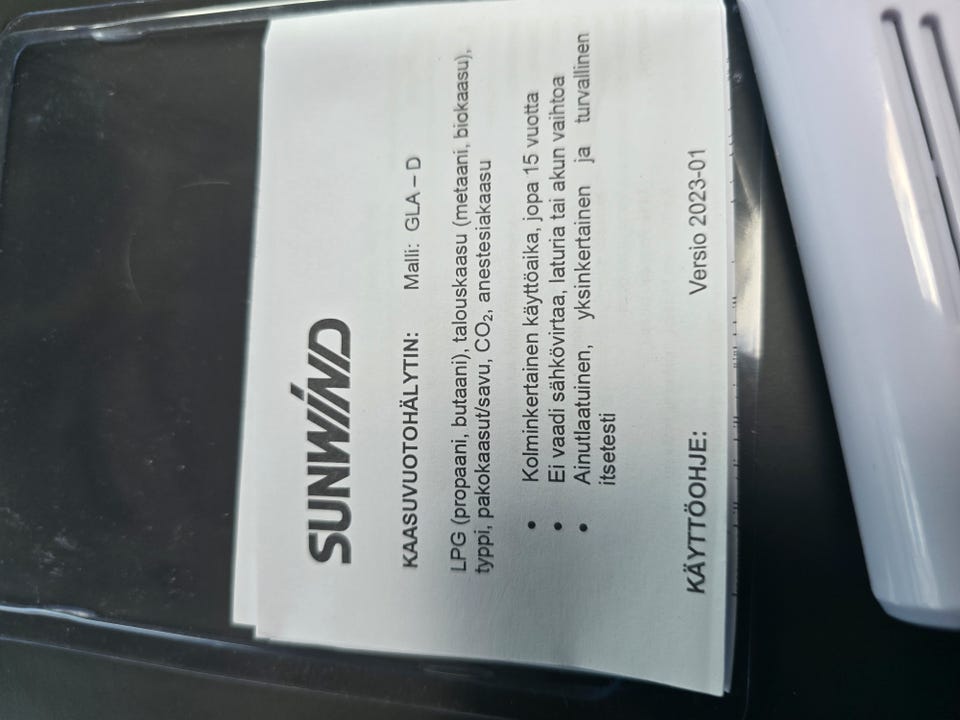 SUNWIND
KAASUVUOTOHÄLYTIN: Malli: GLA – D
LPG (propaani, butaani), talouskaasu (metaani, biokaasu),
typpi, pakokaasut/savu, CO₂, anestesiakaasu
• Kolminkertainen käyttöaika, jopa 15 vuotta
• Ei vaadi sähkövirtaa, laturia tai akun vaihtoa
• Ainutlaatuinen, yksinkertainen ja turvallinen
itsetesti
KÄYTTÖOHJE: Versio 2023-01